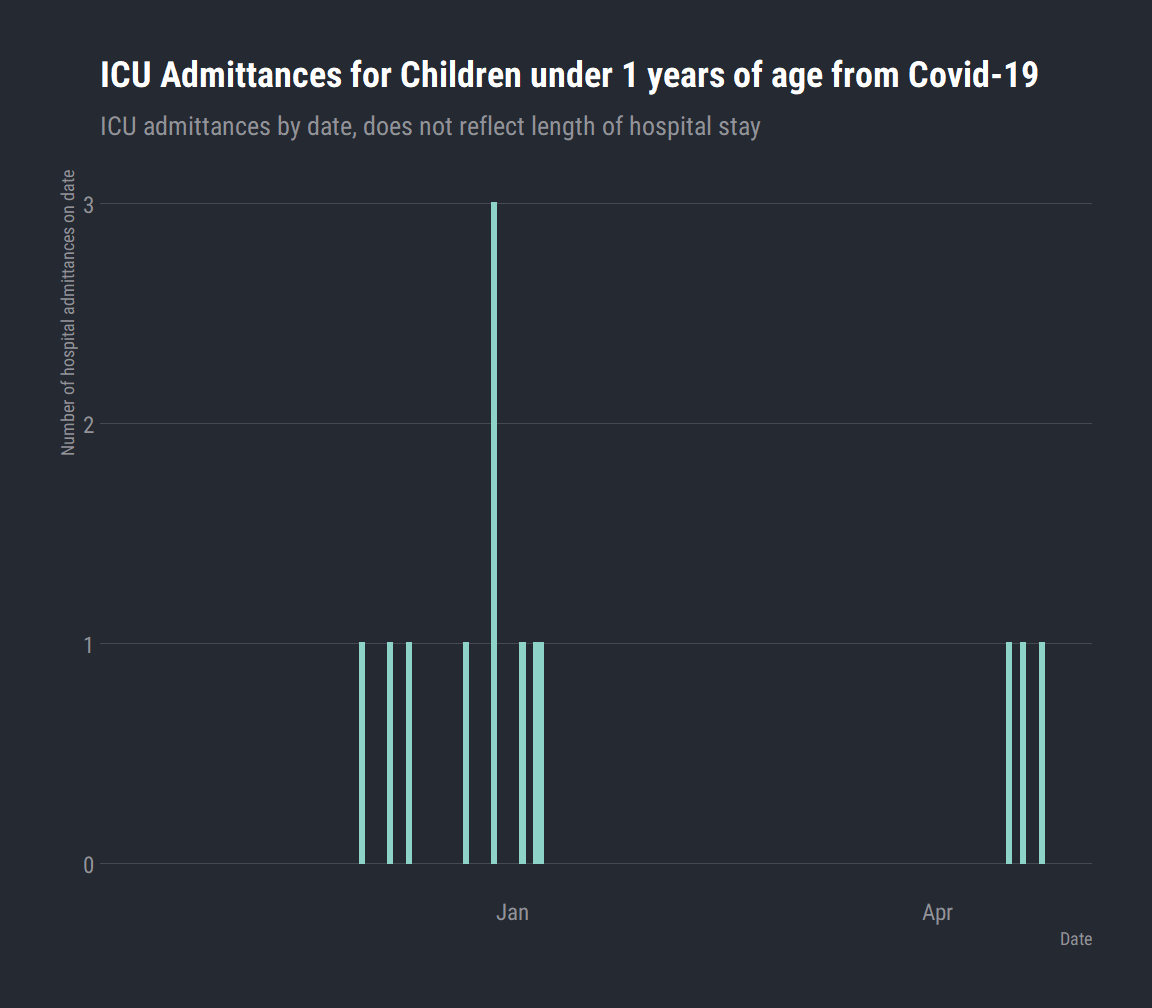 ICU Admittances for Children under 1 years of age from Covid-19
ICU admittances by date, does not reflect length of hospital stay
Number of hospital admittances on date
3
2
1
0
Jan
Apr
Date